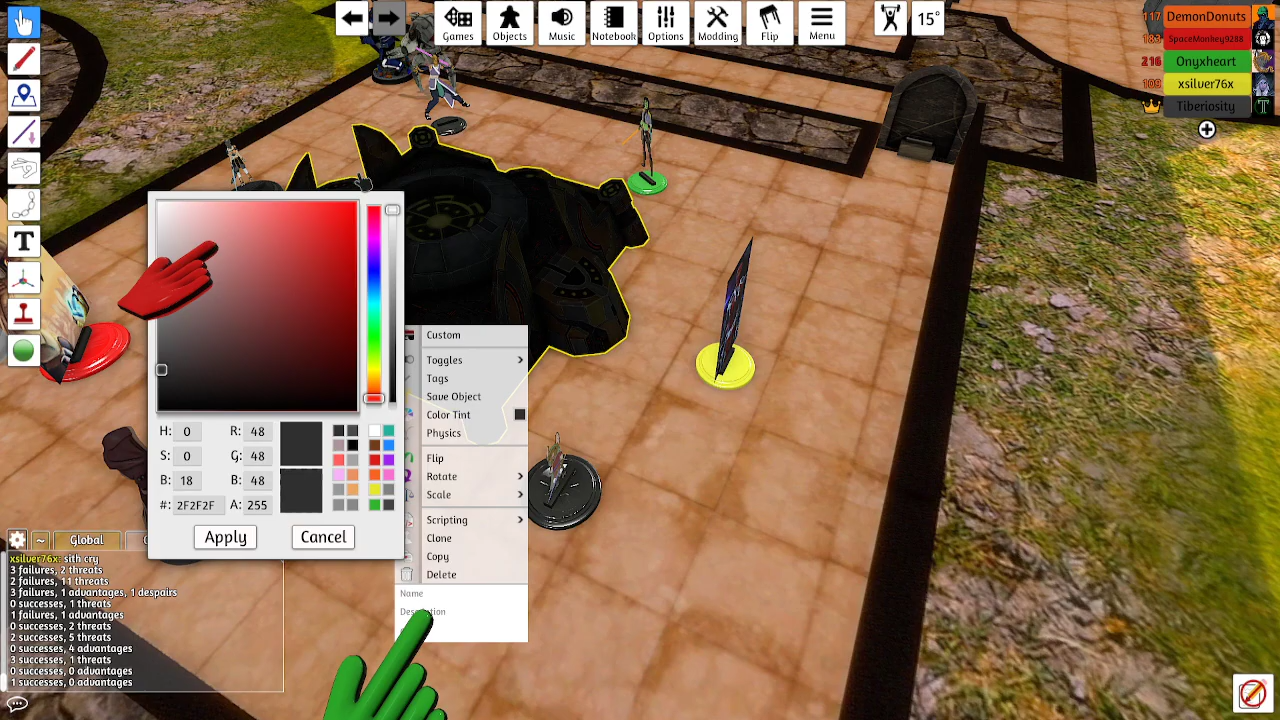 Games
Objects
Music
Notebook
Options
Modding
Flip
Menu
15°
117 DemonDonuts
183 SpaceMonkey9288
216 Onyxheart
109 xsilver76x
Tiberiosity
T
Custom
Toggles
Tags
Save Object
Color Tint
Physics
Flip
Rotate
Scale
Scripting
Clone
Copy
Delete
Name
H: 0 R: 48
S: 0 G: 48
B: 18 B: 48
#: 2F2F2F A: 255
Apply Cancel
~ Global
xsilver76x: sith cry
3 failures, 2 threats
2 failures, 11 threats
3 failures, 1 advantages, 1 despairs
0 successes, 1 threats
1 failures, 1 advantages
0 successes, 2 threats
2 successes, 5 threats
0 successes, 4 advantages
3 successes, 1 threats
0 successes, 0 advantages
1 successes, 0 advantages